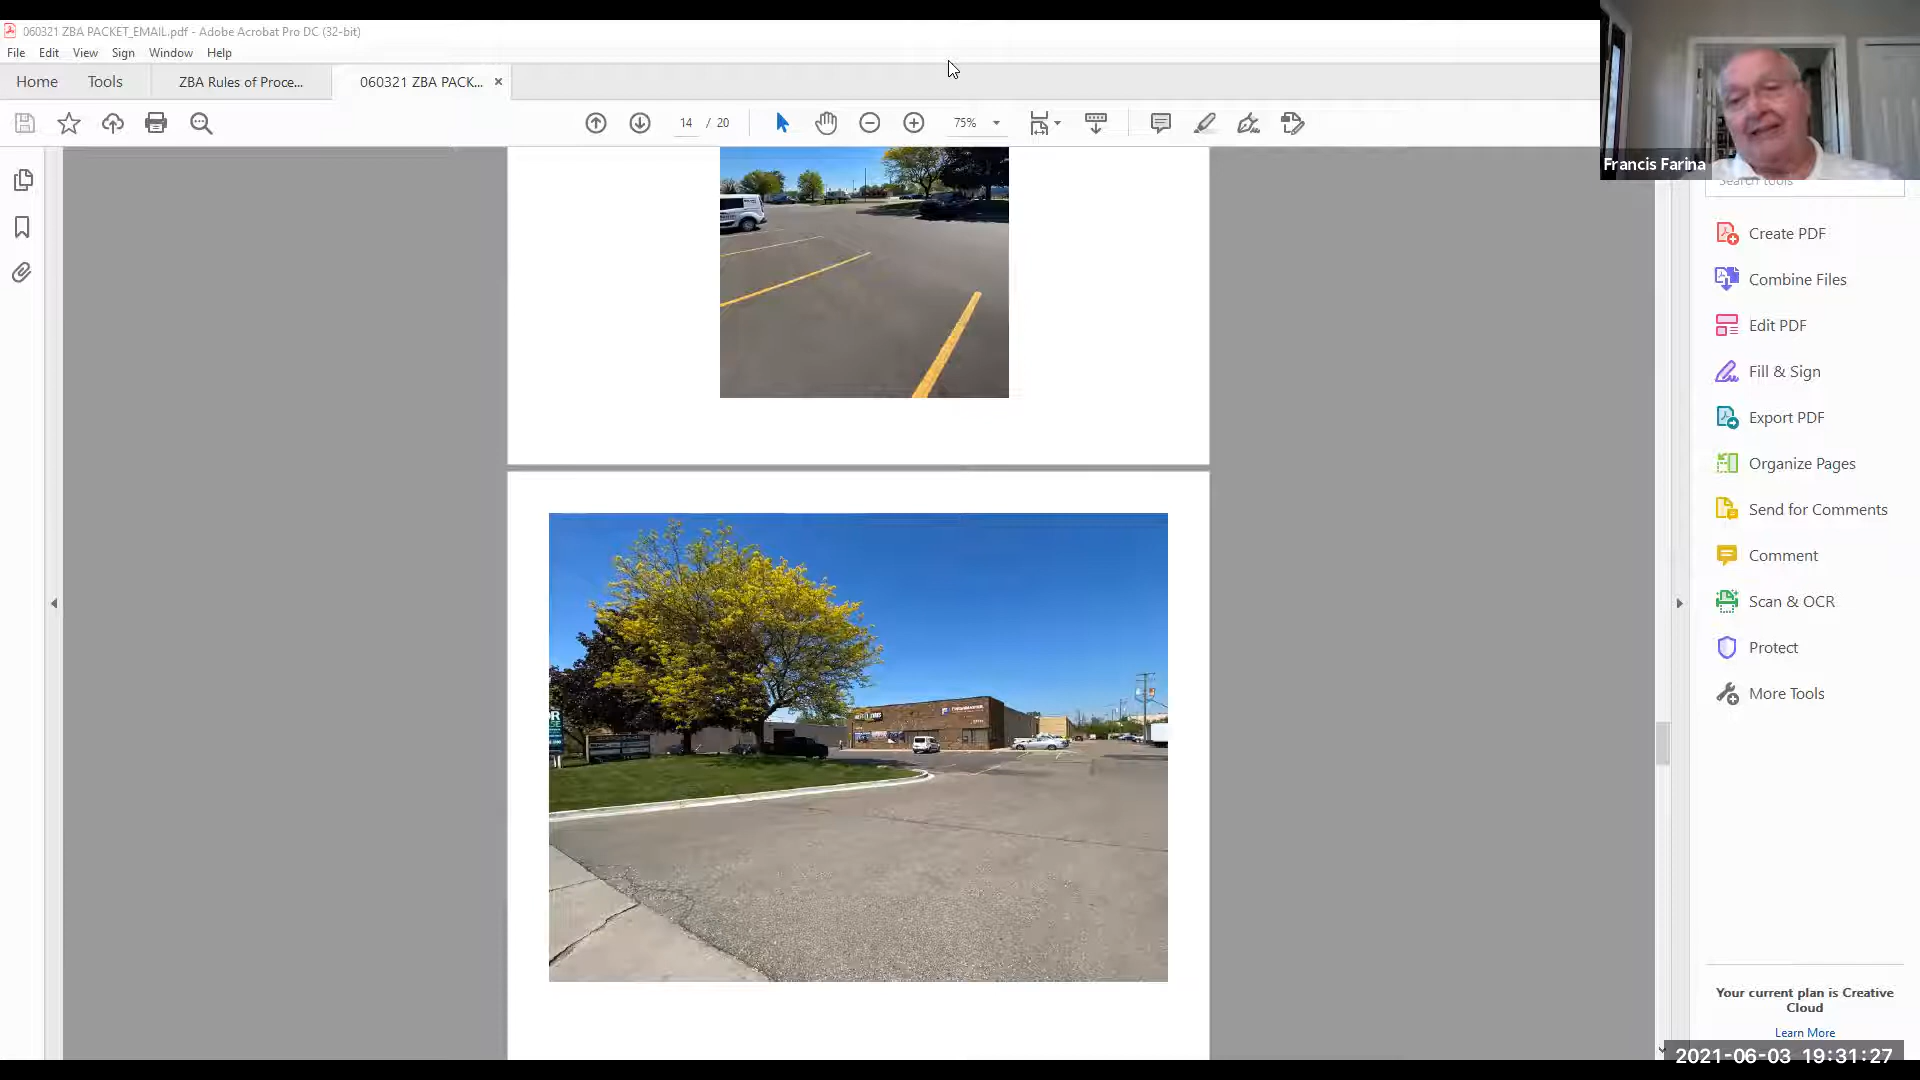 060321 ZBA PACKET_EMAIL.pdf - Adobe Acrobat Pro DC (32-bit)
File Edit View Sign Window Help
Home Tools ZBA Rules of Proce... 060321 ZBA PACK... ×
14 / 20 75%
Francis Farina
Search tools
Create PDF
Combine Files
Edit PDF
Fill & Sign
Export PDF
Organize Pages
Send for Comments
Comment
Scan & OCR
Protect
More Tools
Your current plan is Creative
Cloud
Learn More
2021-06-03 19:31:27